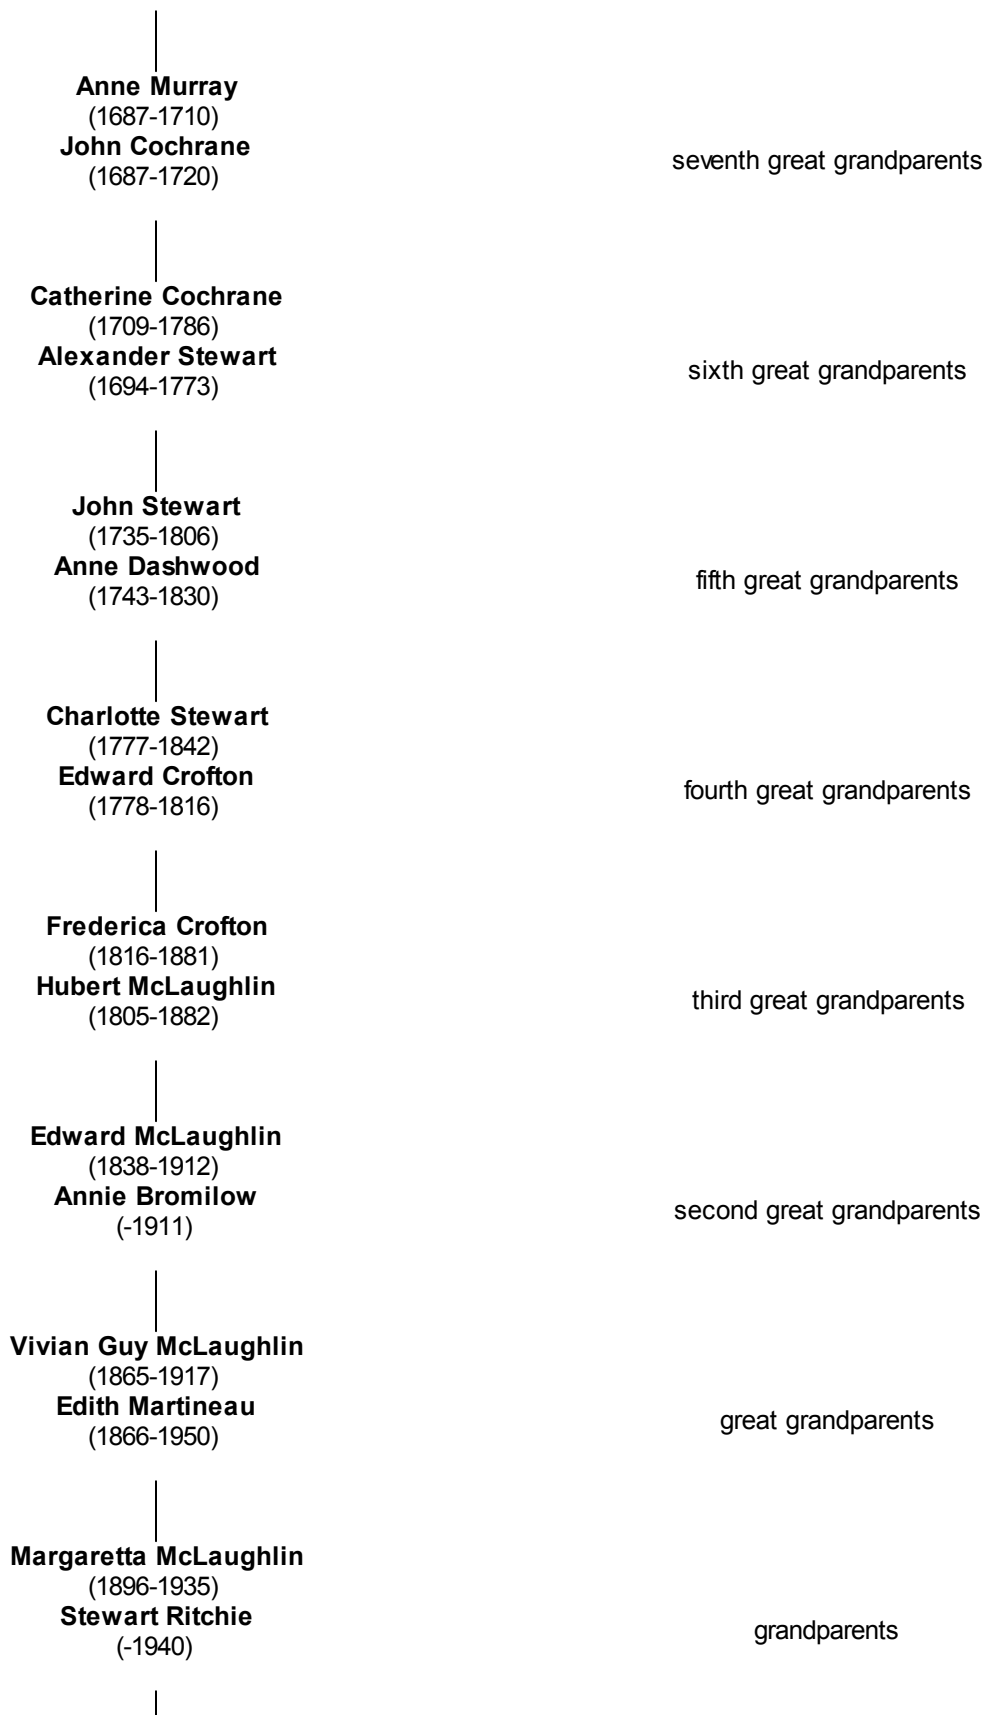 Anne Murray
(1687-1710)
John Cochrane
(1687-1720)
seventh great grandparents
Catherine Cochrane
(1709-1786)
Alexander Stewart
(1694-1773)
sixth great grandparents
John Stewart
(1735-1806)
Anne Dashwood
(1743-1830)
fifth great grandparents
Charlotte Stewart
(1777-1842)
Edward Crofton
(1778-1816)
fourth great grandparents
Frederica Crofton
(1816-1881)
Hubert McLaughlin
(1805-1882)
third great grandparents
Edward McLaughlin
(1838-1912)
Annie Bromilow
(-1911)
second great grandparents
Vivian Guy McLaughlin
(1865-1917)
Edith Martineau
(1866-1950)
great grandparents
Margaretta McLaughlin
(1896-1935)
Stewart Ritchie
(-1940)
grandparents